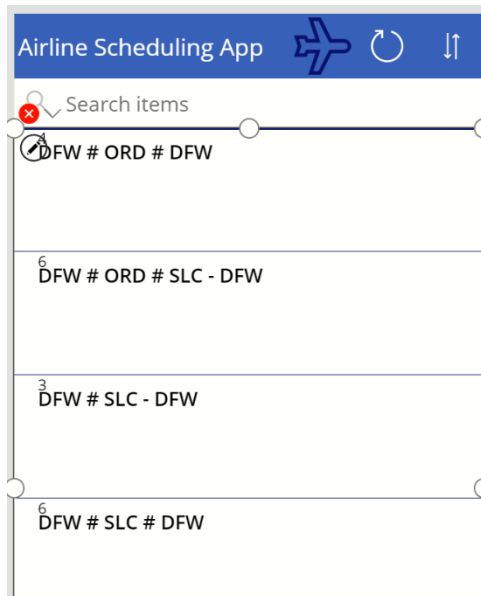 Airline Scheduling App
Search items
4
DFW # ORD # DFW
6
DFW # ORD # SLC - DFW
3
DFW # SLC - DFW
6
DFW # SLC # DFW